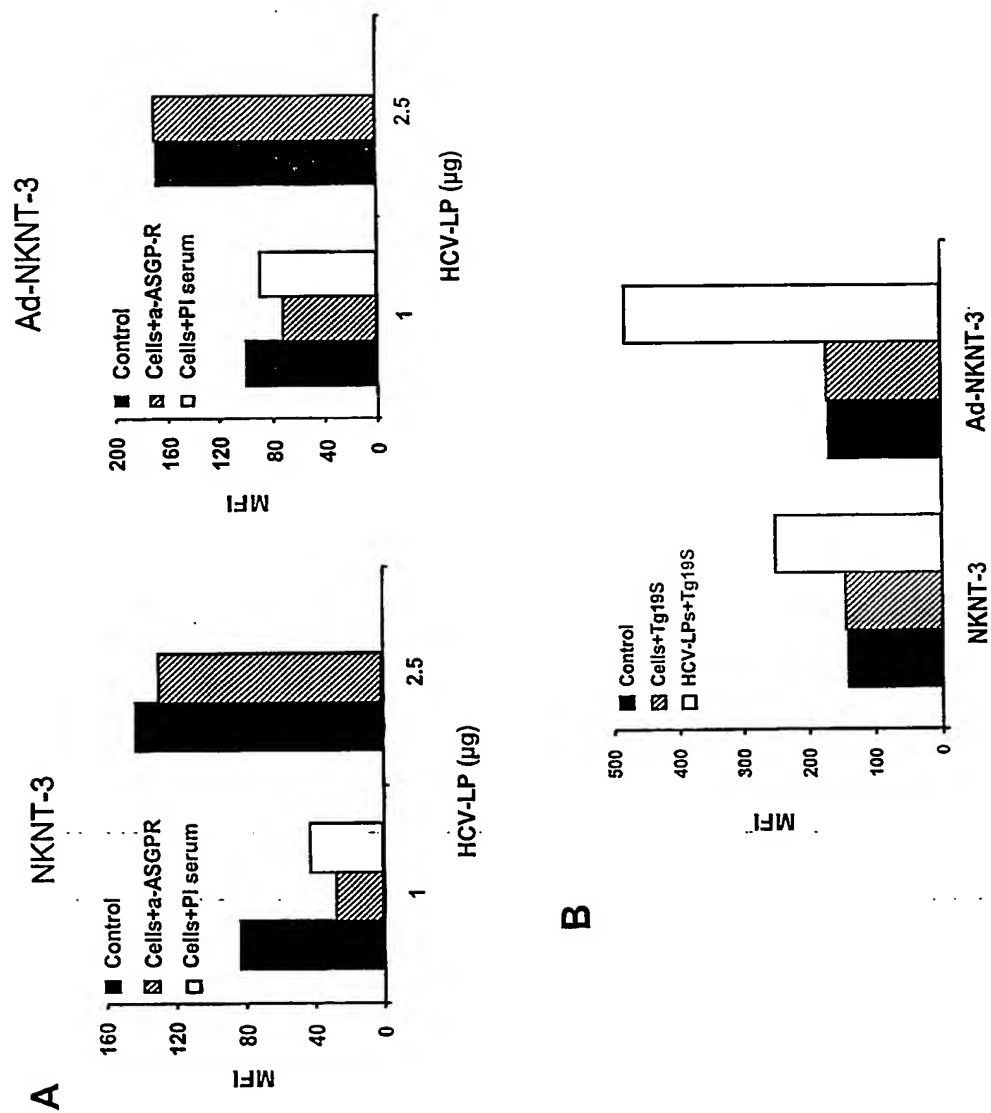 A
NKNT-3
Control
Cells+a-ASGPR
Cells+PI serum
160
120
80
40
0
MFI
1
2.5
HCV-LP (µg)
Ad-NKNT-3
Control
Cells+a-ASGP-R
Cells+PI serum
200
160
120
80
40
0
MFI
1
2.5
HCV-LP (µg)
B
Control
Cells+Tg19S
HCV-LPs+Tg19S
500
400
300
200
100
0
MFI
NKNT-3
Ad-NKNT-3